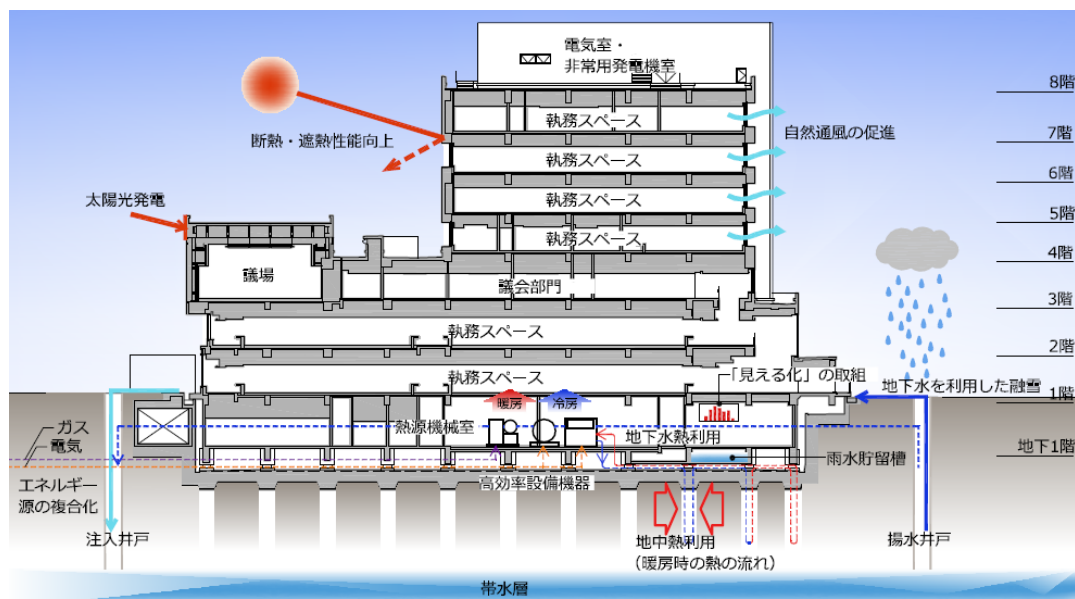 電気室・
非常用発電機室
8階
執務スペース
自然通風の促進
断熱・遮熱性能向上
7階
執務スペース
6階
執務スペース
太陽光発電
5階
執務スペース
4階
議場
議会部門
3階
執務スペース
2階
執務スペース
「見える化」の取組
地下水を利用した融雪
1階
暖房
冷房
ガス
電気
熱源機械室
地下水熱利用
地下1階
雨水貯留槽
エネルギー
源の複合化
高効率設備機器
注入井戸
地中熱利用
(暖房時の熱の流れ)
揚水井戸
帯水層